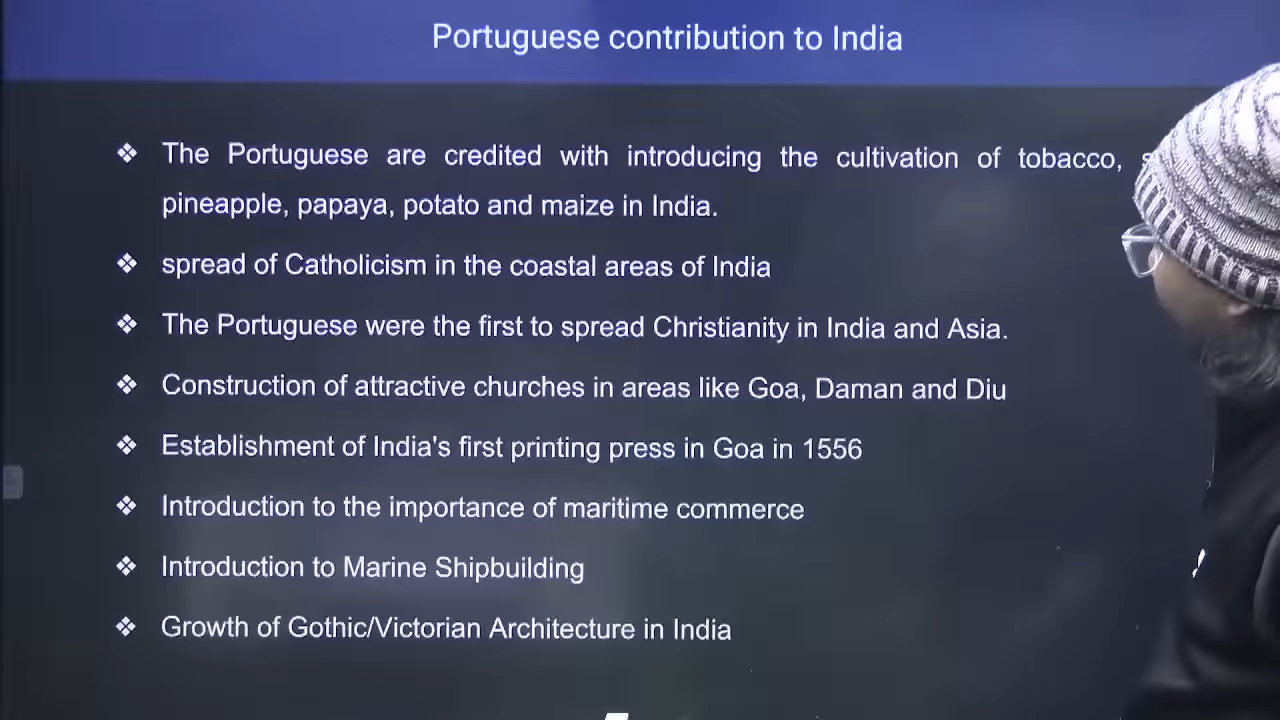 Portuguese contribution to India
❖ The Portuguese are credited with introducing the cultivation of tobacco,
pineapple, papaya, potato and maize in India.
❖ spread of Catholicism in the coastal areas of India
❖ The Portuguese were the first to spread Christianity in India and Asia.
❖ Construction of attractive churches in areas like Goa, Daman and Diu
❖ Establishment of India's first printing press in Goa in 1556
❖ Introduction to the importance of maritime commerce
❖ Introduction to Marine Shipbuilding
❖ Growth of Gothic/Victorian Architecture in India